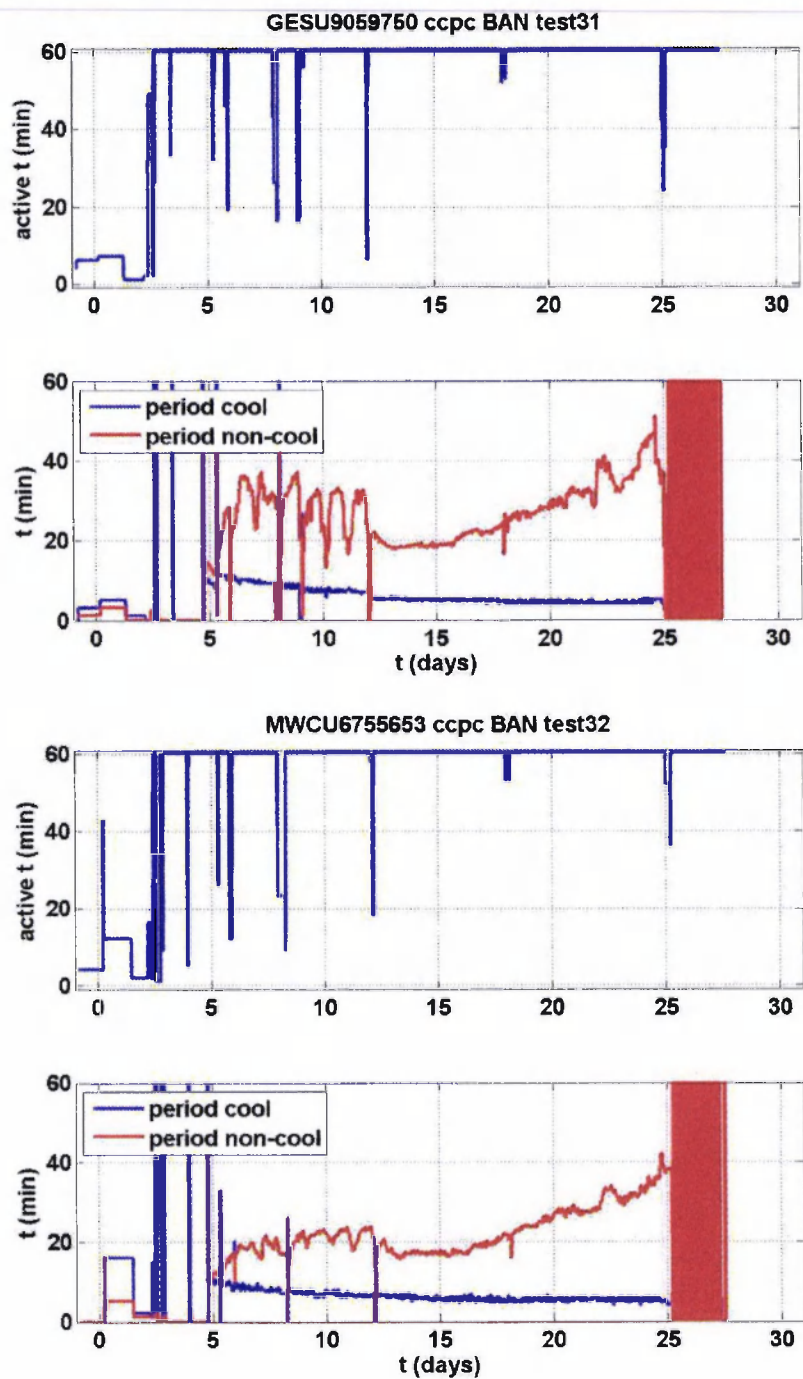 GESU9059750 ccpc BAN test31
60
40
20
0
active t (min)
0 5 10 15 20 25 30
60
40
20
0
t (min)
period cool
period non-cool
0 5 10 15 20 25 30
t (days)
MWCU6755653 ccpc BAN test32
60
40
20
0
active t (min)
0 5 10 15 20 25 30
60
40
20
0
t (min)
period cool
period non-cool
0 5 10 15 20 25 30
t (days)